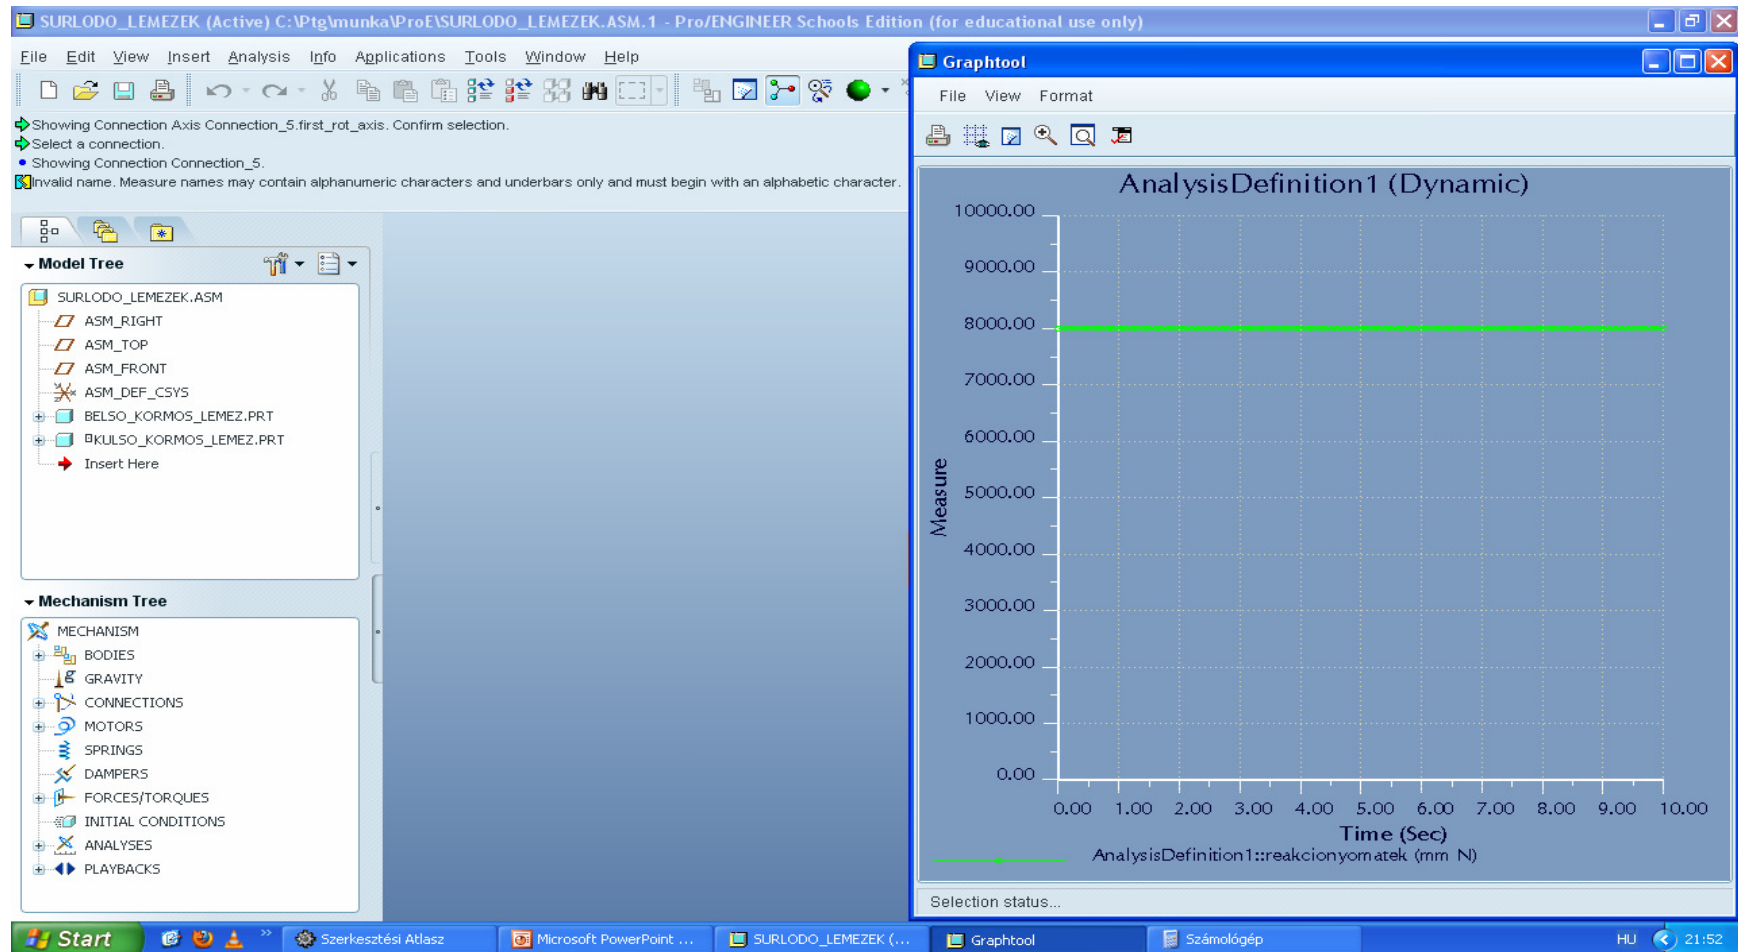 SURLODO_LEMEZEK (Active) C:\Ptg\munka\ProE\SURLODO_LEMEZEK.ASM.1 - Pro/ENGINEER Schools Edition (for educational use only)
File Edit View Insert Analysis Info Applications Tools Window Help
Showing Connection Axis Connection_5.first_rot_axis. Confirm selection.
Select a connection.
Showing Connection Connection_5.
Invalid name. Measure names may contain alphanumeric characters and underbars only and must begin with an alphabetic character.
Model Tree
SURLODO_LEMEZEK.ASM
ASM_RIGHT
ASM_TOP
ASM_FRONT
ASM_DEF_CSYS
BELSO_KORMOS_LEMEZ.PRT
KULSO_KORMOS_LEMEZ.PRT
Insert Here
Mechanism Tree
MECHANISM
BODIES
GRAVITY
CONNECTIONS
MOTORS
SPRINGS
DAMPERS
FORCES/TORQUES
INITIAL CONDITIONS
ANALYSES
PLAYBACKS
Graphtool
File View Format
AnalysisDefinition1 (Dynamic)
10000.00
9000.00
8000.00
7000.00
6000.00
5000.00
4000.00
3000.00
2000.00
1000.00
0.00
Measure
0.00 1.00 2.00 3.00 4.00 5.00 6.00 7.00 8.00 9.00 10.00
Time (Sec)
AnalysisDefinition1::reakcionyomatek (mm N)
Selection status...
Start Szerkesztési Atlasz Microsoft PowerPoint ... SURLODO_LEMEZEK (... Graphtool Számológép HU 21:52